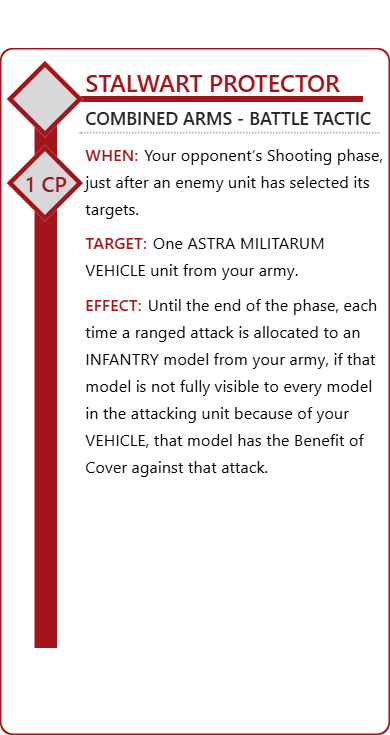 STALWART PROTECTOR
COMBINED ARMS - BATTLE TACTIC
1 CP
WHEN: Your opponent’s Shooting phase,
just after an enemy unit has selected its
targets.
TARGET: One ASTRA MILITARUM
VEHICLE unit from your army.
EFFECT: Until the end of the phase, each
time a ranged attack is allocated to an
INFANTRY model from your army, if that
model is not fully visible to every model
in the attacking unit because of your
VEHICLE, that model has the Benefit of
Cover against that attack.